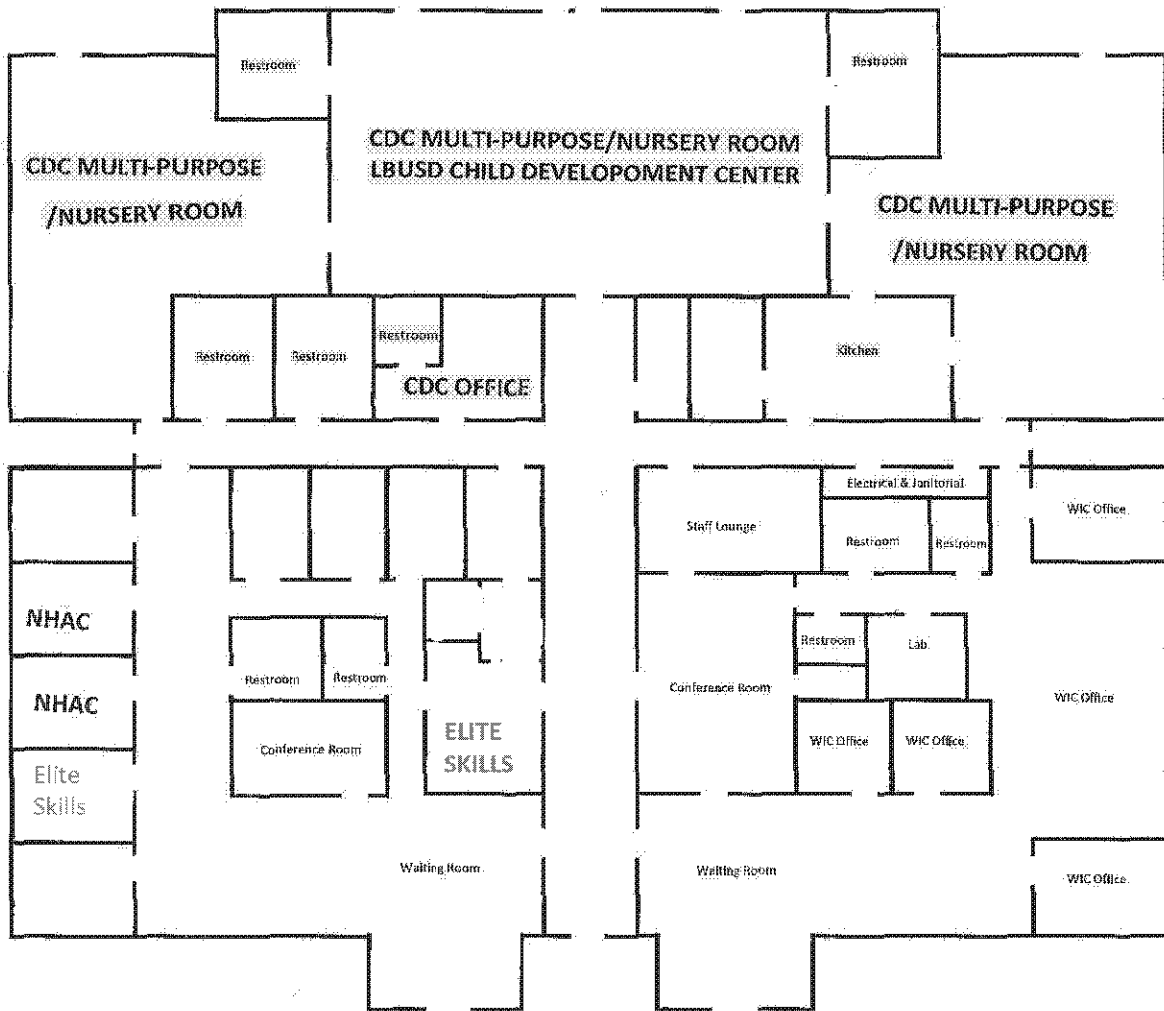 Restroom
Restroom
CDC MULTI-PURPOSE
/NURSERY ROOM
CDC MULTI-PURPOSE/NURSERY ROOM
LBUSD CHILD DEVELOPOMENT CENTER
CDC MULTI-PURPOSE
/NURSERY ROOM
Restroom
Restroom
Restroom
CDC OFFICE
Kitchen
Electrical & Janitorial
Staff Lounge
Restroom
Restroom
WIC Office
NHAC
NHAC
Elite
Skills
Restroom
Restroom
Conference Room
ELITE
SKILLS
Conference Room
Restroom
Lab
WIC Office
WIC Office
WIC Office
Waiting Room
Waiting Room
WIC Office